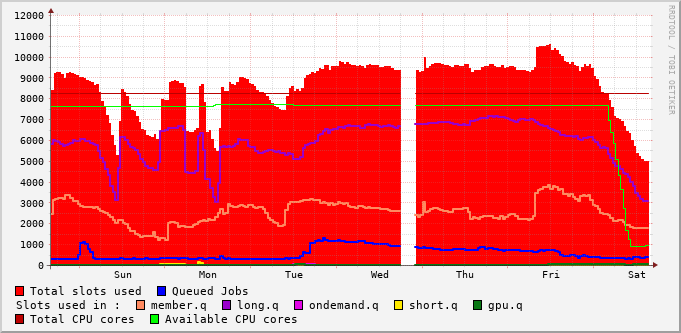 12000
11000
10000
9000
8000
7000
6000
5000
4000
3000
2000
1000
0
Sun Mon Tue Wed Thu Fri Sat
RRDTOOL / TOBI OETIKER
Total slots used Queued Jobs
Slots used in : member.q long.q ondemand.q short.q gpu.q
Total CPU cores Available CPU cores